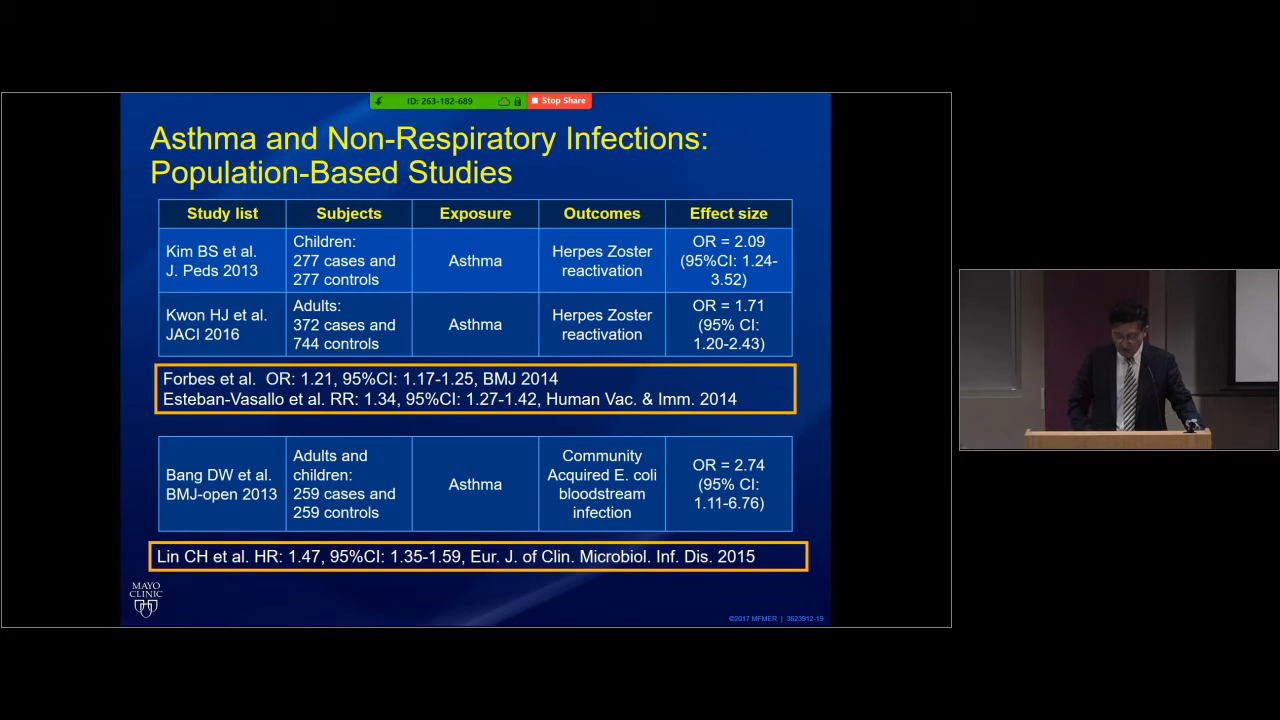 ID: 263-182-689
Stop Share
Asthma and Non-Respiratory Infections:
Population-Based Studies
Study list
Subjects
Exposure
Outcomes
Effect size
Kim BS et al.
J. Peds 2013
Children:
277 cases and
277 controls
Asthma
Herpes Zoster
reactivation
OR = 2.09
(95%CI: 1.24-
3.52)
Kwon HJ et al.
JACI 2016
Adults:
372 cases and
744 controls
Asthma
Herpes Zoster
reactivation
OR = 1.71
(95% CI:
1.20-2.43)
Forbes et al. OR: 1.21, 95%CI: 1.17-1.25, BMJ 2014
Esteban-Vasallo et al. RR: 1.34, 95%CI: 1.27-1.42, Human Vac. & Imm. 2014
Bang DW et al.
BMJ-open 2013
Adults and
children:
259 cases and
259 controls
Asthma
Community
Acquired E. coli
bloodstream
infection
OR = 2.74
(95% CI:
1.11-6.76)
Lin CH et al. HR: 1.47, 95%CI: 1.35-1.59, Eur. J. of Clin. Microbiol. Inf. Dis. 2015
MAYO
CLINIC
©2017 MFMER | 3623912-19